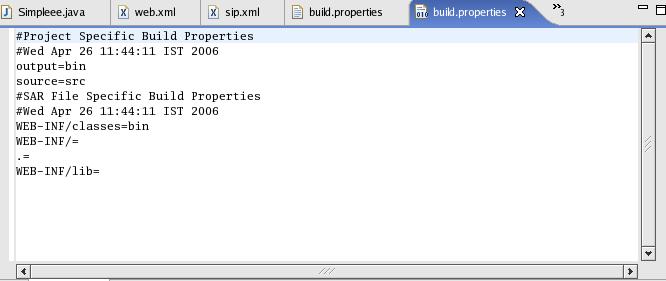 Simpleee.java web.xml sip.xml build.properties build.properties 3
#Project Specific Build Properties
#Wed Apr 26 11:44:11 IST 2006
output=bin
source=src
#SAR File Specific Build Properties
#Wed Apr 26 11:44:11 IST 2006
WEB-INF/classes=bin
WEB-INF/=
.=
WEB-INF/lib=